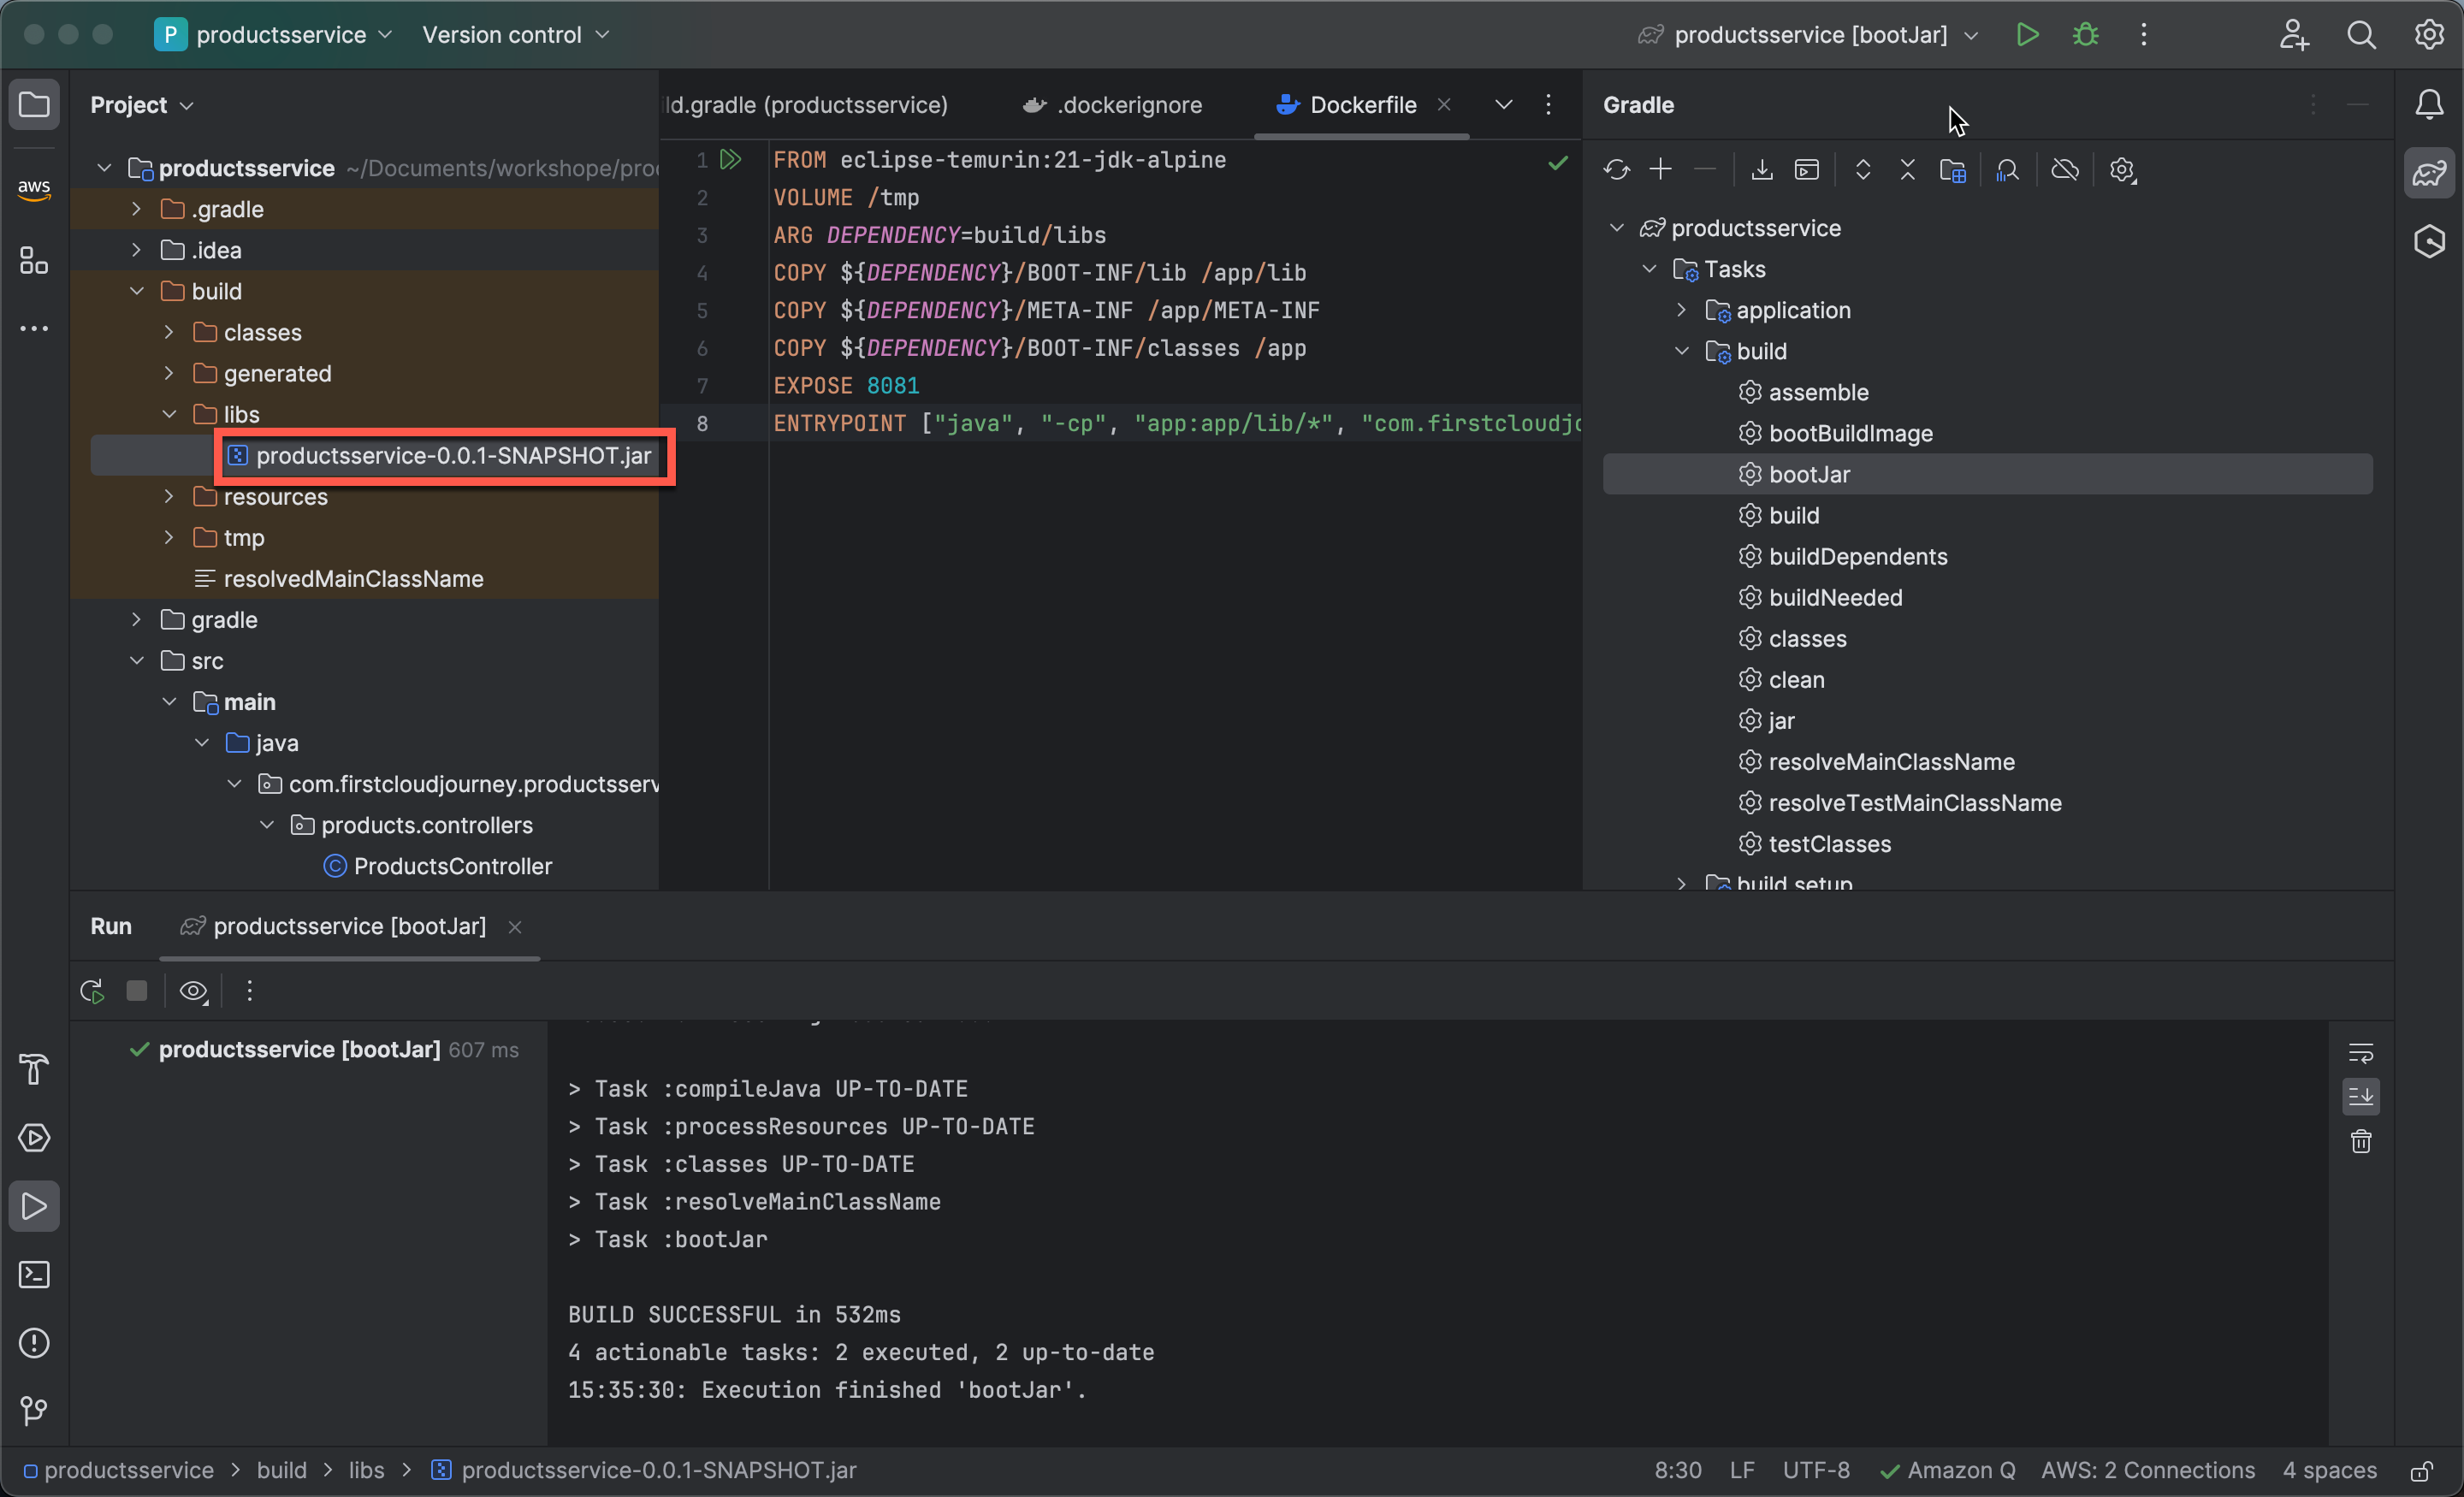 P productsservice Version control productsservice [bootJar]
Project
ild.gradle (productsservice) .dockerignore Dockerfile
Gradle
aws
productsservice ~/Documents/workshope/pro
.gradle
.idea
build
classes
generated
libs
productsservice-0.0.1-SNAPSHOT.jar
resources
tmp
resolvedMainClassName
gradle
src
main
java
com.firstcloudjourney.productsserv
products.controllers
ProductsController
1 FROM eclipse-temurin:21-jdk-alpine
2 VOLUME /tmp
3 ARG DEPENDENCY=build/libs
4 COPY ${DEPENDENCY}/BOOT-INF/lib /app/lib
5 COPY ${DEPENDENCY}/META-INF /app/META-INF
6 COPY ${DEPENDENCY}/BOOT-INF/classes /app
7 EXPOSE 8081
8 ENTRYPOINT ["java", "-cp", "app:app/lib/*", "com.firstcloudjo
productsservice
Tasks
application
build
assemble
bootBuildImage
bootJar
build
buildDependents
buildNeeded
classes
clean
jar
resolveMainClassName
resolveTestMainClassName
testClasses
build setup
Run productsservice [bootJar]
productsservice [bootJar] 607 ms
> Task :compileJava UP-TO-DATE
> Task :processResources UP-TO-DATE
> Task :classes UP-TO-DATE
> Task :resolveMainClassName
> Task :bootJar
BUILD SUCCESSFUL in 532ms
4 actionable tasks: 2 executed, 2 up-to-date
15:35:30: Execution finished 'bootJar'.
productsservice > build > libs > productsservice-0.0.1-SNAPSHOT.jar
8:30 LF UTF-8 Amazon Q AWS: 2 Connections 4 spaces